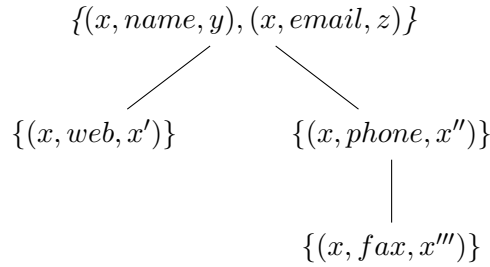 {(x, name, y), (x, email, z)}
{(x, web, x′)} {(x, phone, x′′)}
{(x, fax, x′′′)}